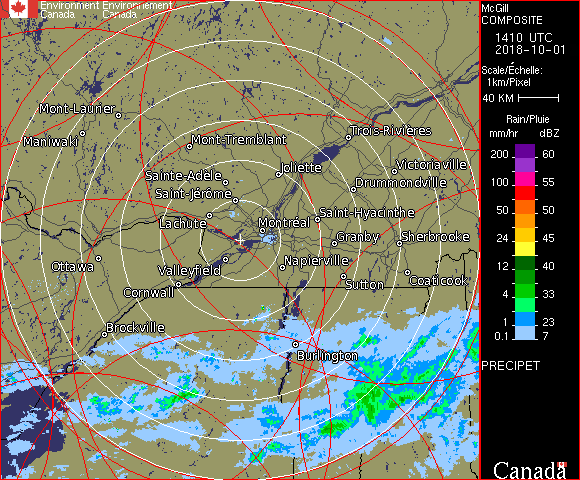 Environment Environnement
Canada Canada
McGill
COMPOSITE
1410 UTC
2018-10-01
Scale/Échelle:
1km/Pixel
40 KM
Rain/Pluie
mm/hr dBZ
200 60
100 55
50 50
24 45
12 40
4 33
1 23
0.1 7
PRECIPET
Canada
Mont-Laurier
Maniwaki
Mont-Tremblant
Trois-Rivières
Sainte-Adèle
Joliette
Victoriaville
Saint-Jérôme
Drummondville
Lachute
Montréal
Saint-Hyacinthe
Granby
Sherbrooke
Ottawa
Valleyfield
Napierville
Cornwall
Sutton
Coaticook
Brockville
Burlington